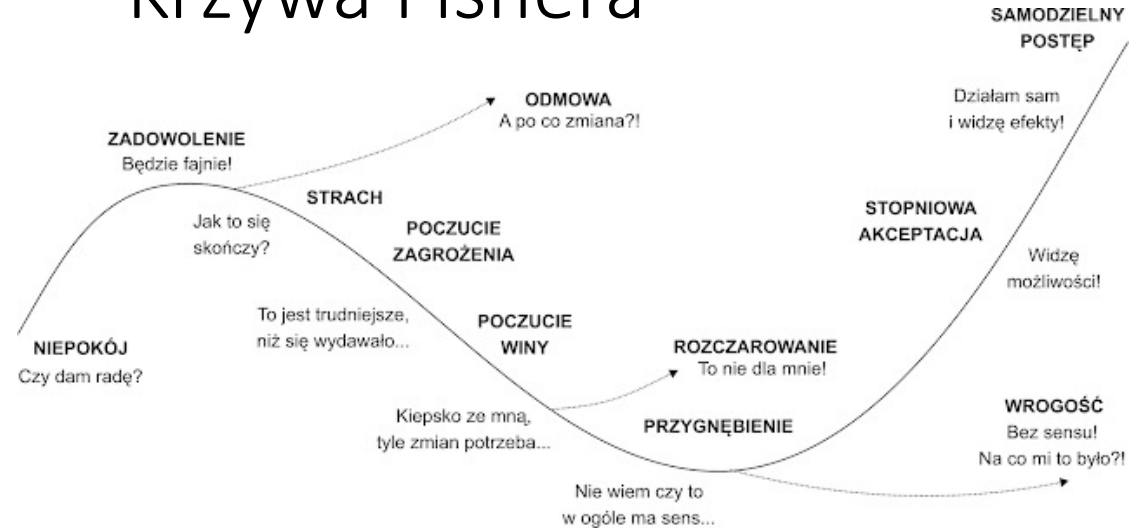 Krzywa Fishera
SAMODZIELNY
POSTĘP
Działam sam
i widzę efekty!
ODMOWA
A po co zmiana?!
ZADOWOLENIE
Będzie fajnie!
STRACH
Jak to się
skończy?
POCZUCIE
ZAGROŻENIA
STOPNIOWA
AKCEPTACJA
Widzę
możliwości!
To jest trudniejsze,
niż się wydawało...
POCZUCIE
WINY
NIEPOKÓJ
Czy dam radę?
ROZCZAROWANIE
To nie dla mnie!
Kiepsko ze mną,
tyle zmian potrzeba...
PRZYGNĘBIENIE
WROGOŚĆ
Bez sensu!
Na co mi to było?!
Nie wiem czy to
w ogóle ma sens...